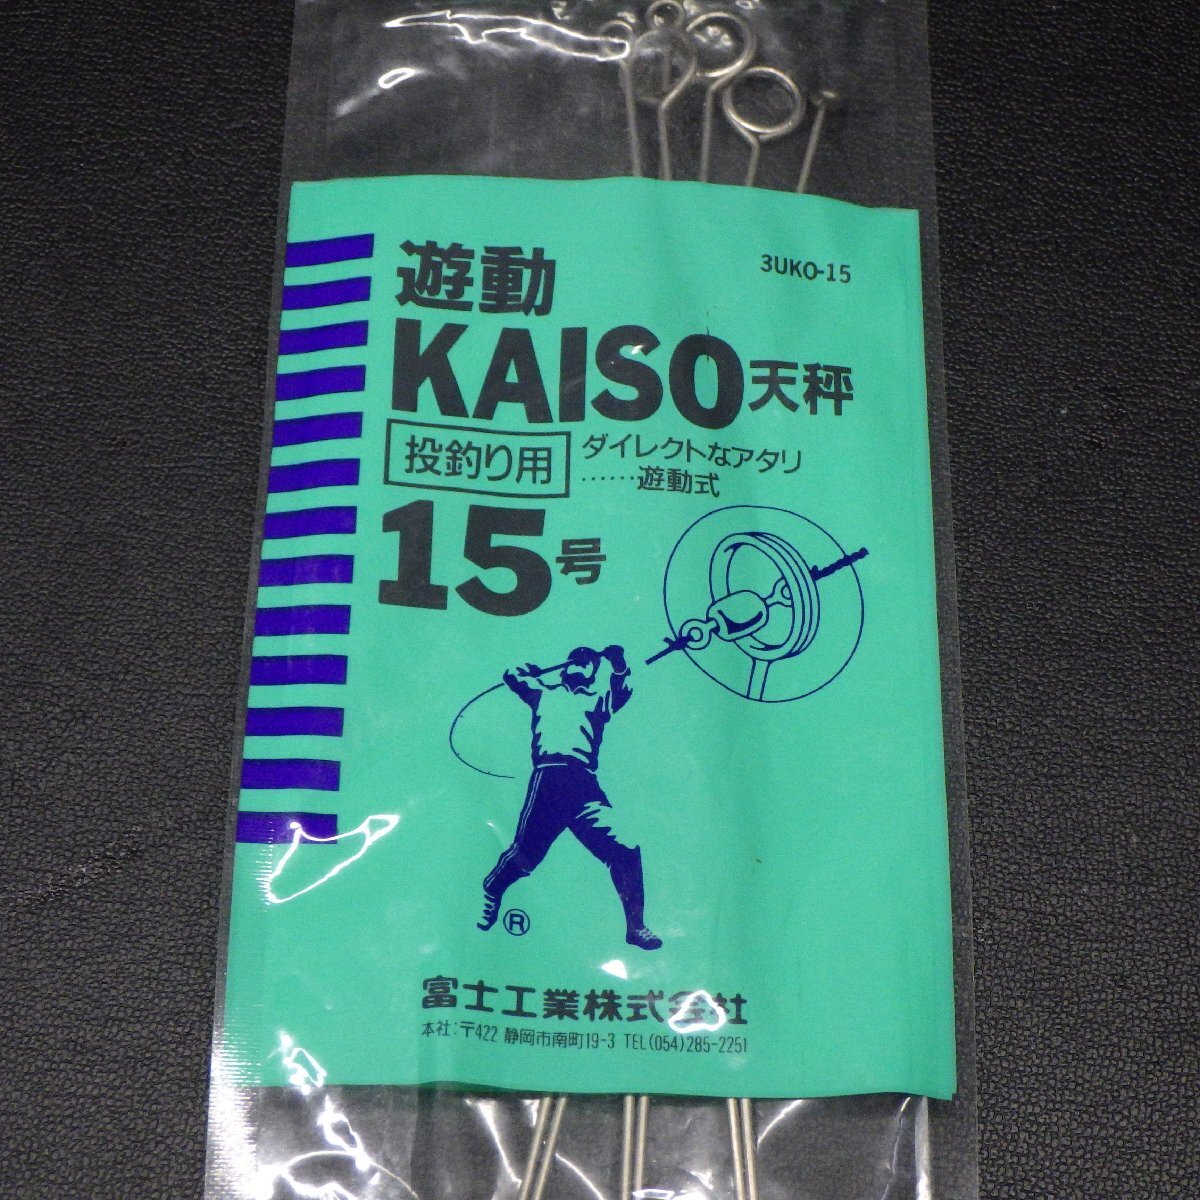 3UKO-15
遊動
KAISO天秤
投釣り用
ダイレクトなアタリ
……遊動式
15号
®
富士工業株式会社
本社：〒422 静岡市南町19-3 TEL(054)285-2251